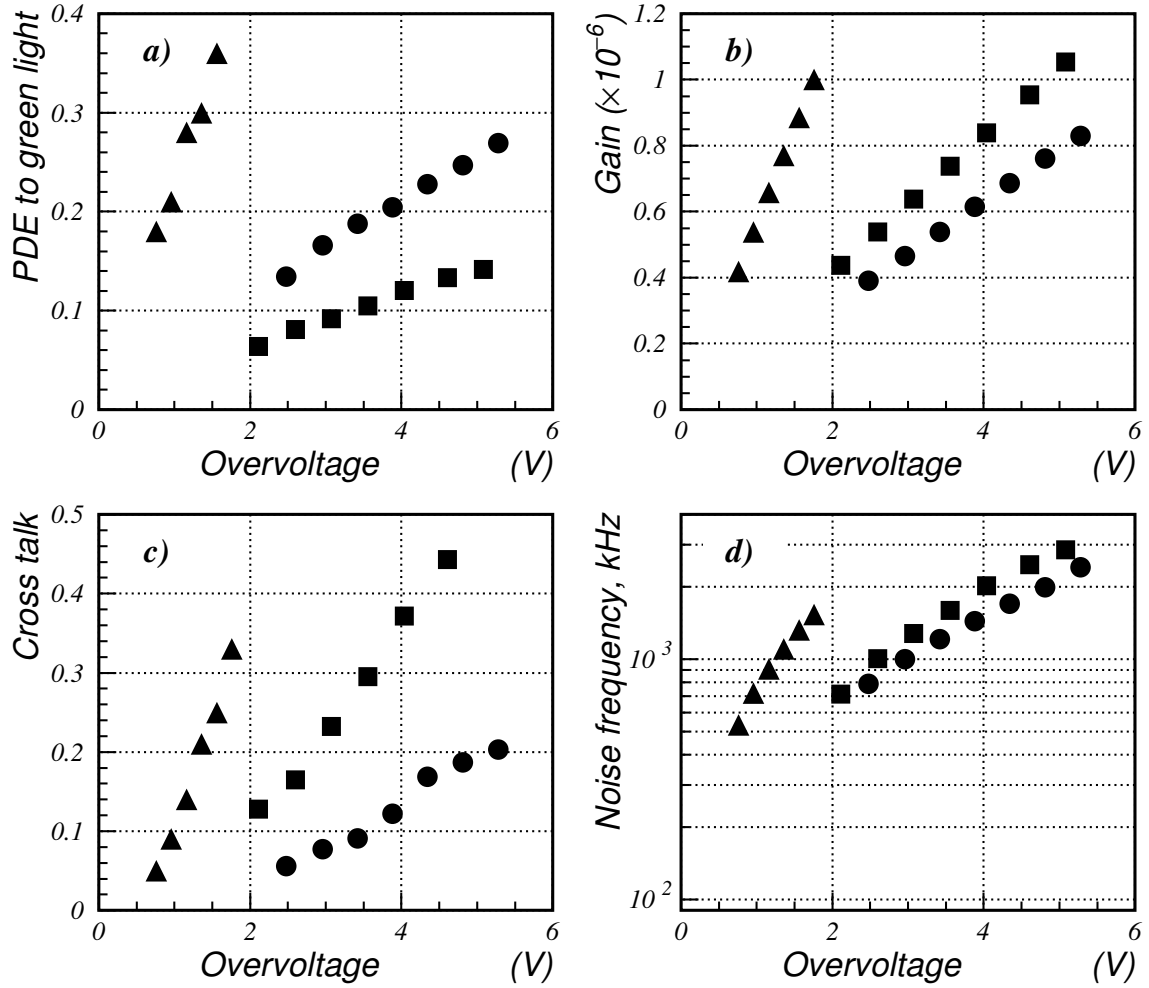 PDE to green light
0.4
0.3
0.2
0.1
0
a)
0 2 4 6
Overvoltage (V)
Gain (×10⁻⁶)
1.2
1
0.8
0.6
0.4
0.2
0
b)
0 2 4 6
Overvoltage (V)
Cross talk
0.5
0.4
0.3
0.2
0.1
0
c)
0 2 4 6
Overvoltage (V)
Noise frequency, kHz
10³
10²
d)
0 2 4 6
Overvoltage (V)